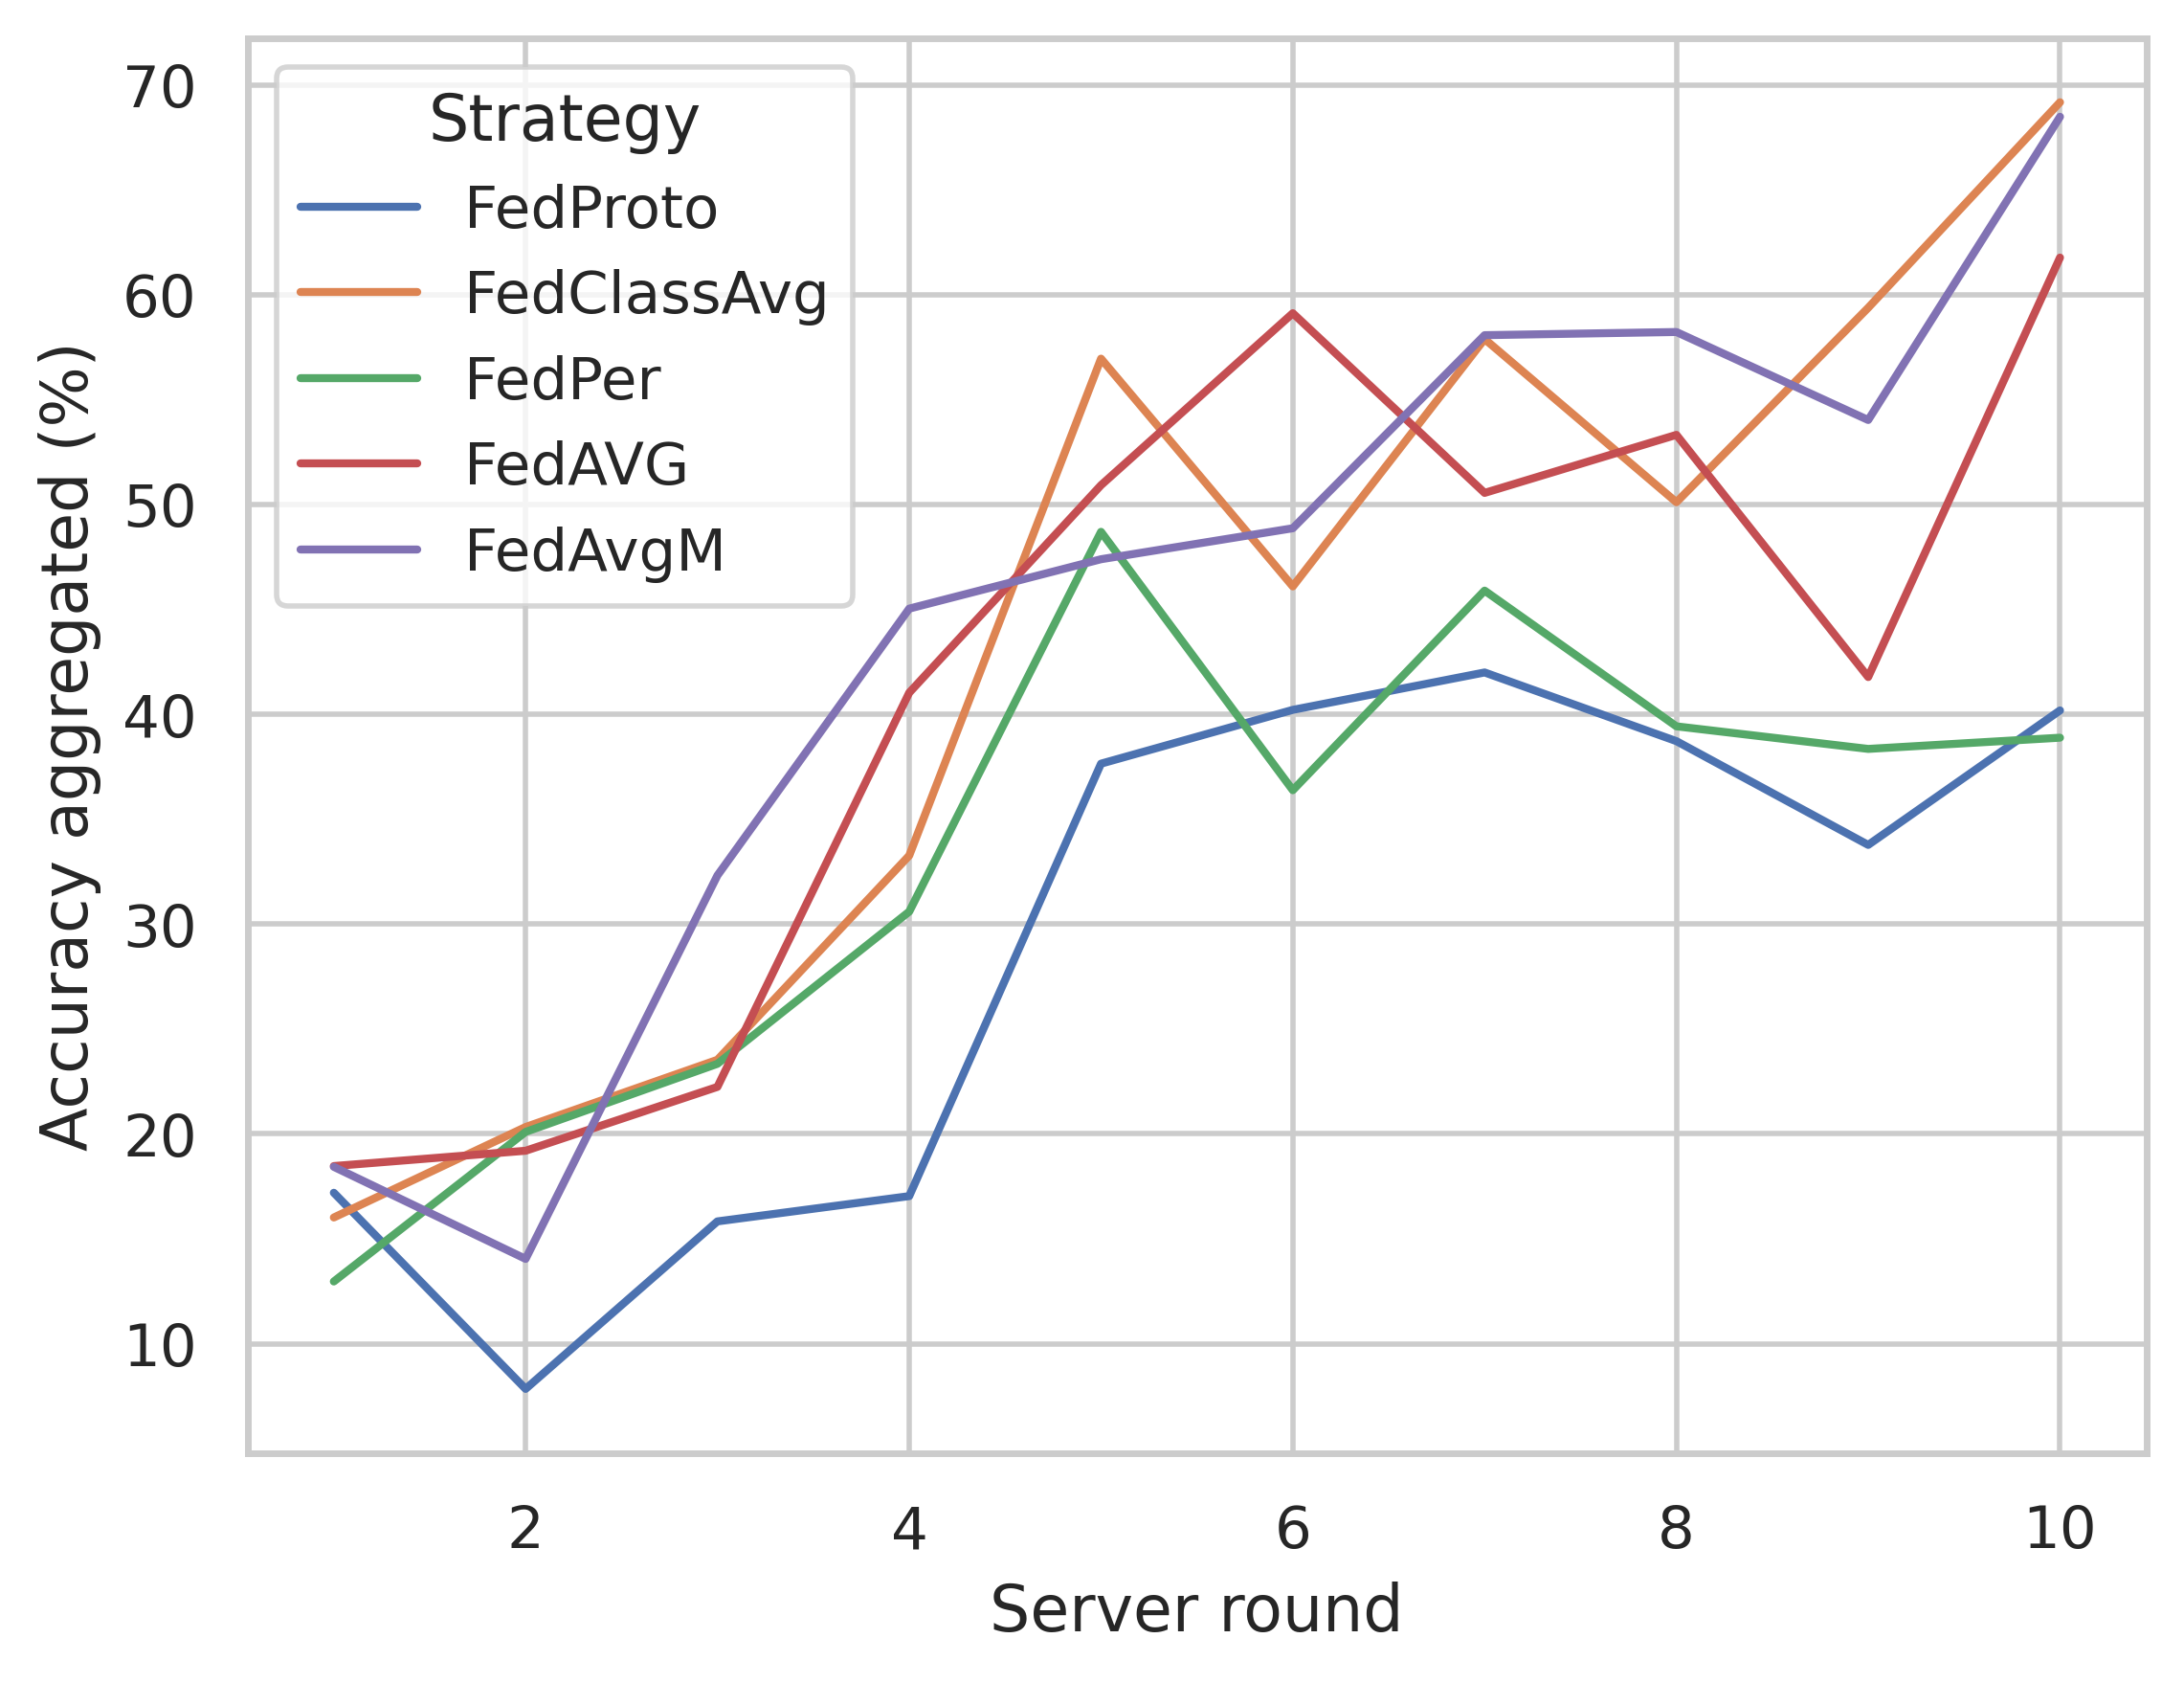 Strategy
FedProto
FedClassAvg
FedPer
FedAVG
FedAvgM
Accuracy aggregated (%)
70
60
50
40
30
20
10
2 4 6 8 10
Server round